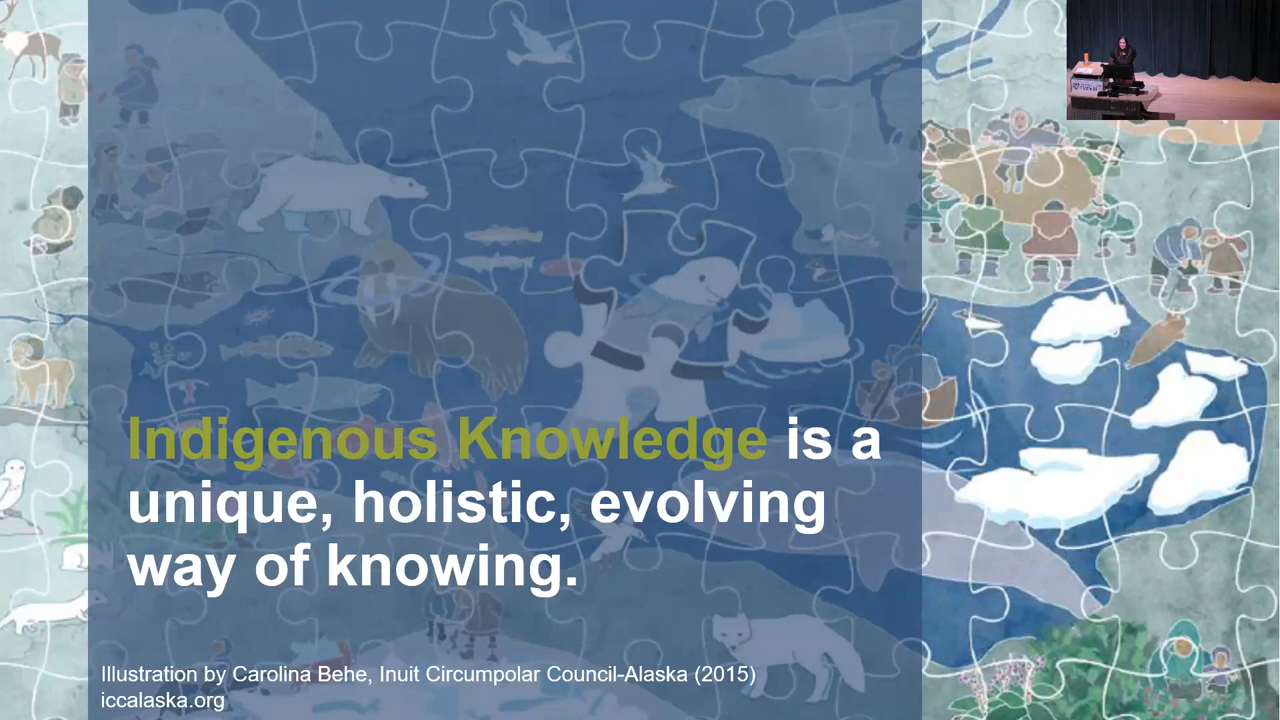 Indigenous Knowledge is a
unique, holistic, evolving
way of knowing.
Illustration by Carolina Behe, Inuit Circumpolar Council-Alaska (2015)
iccalaska.org